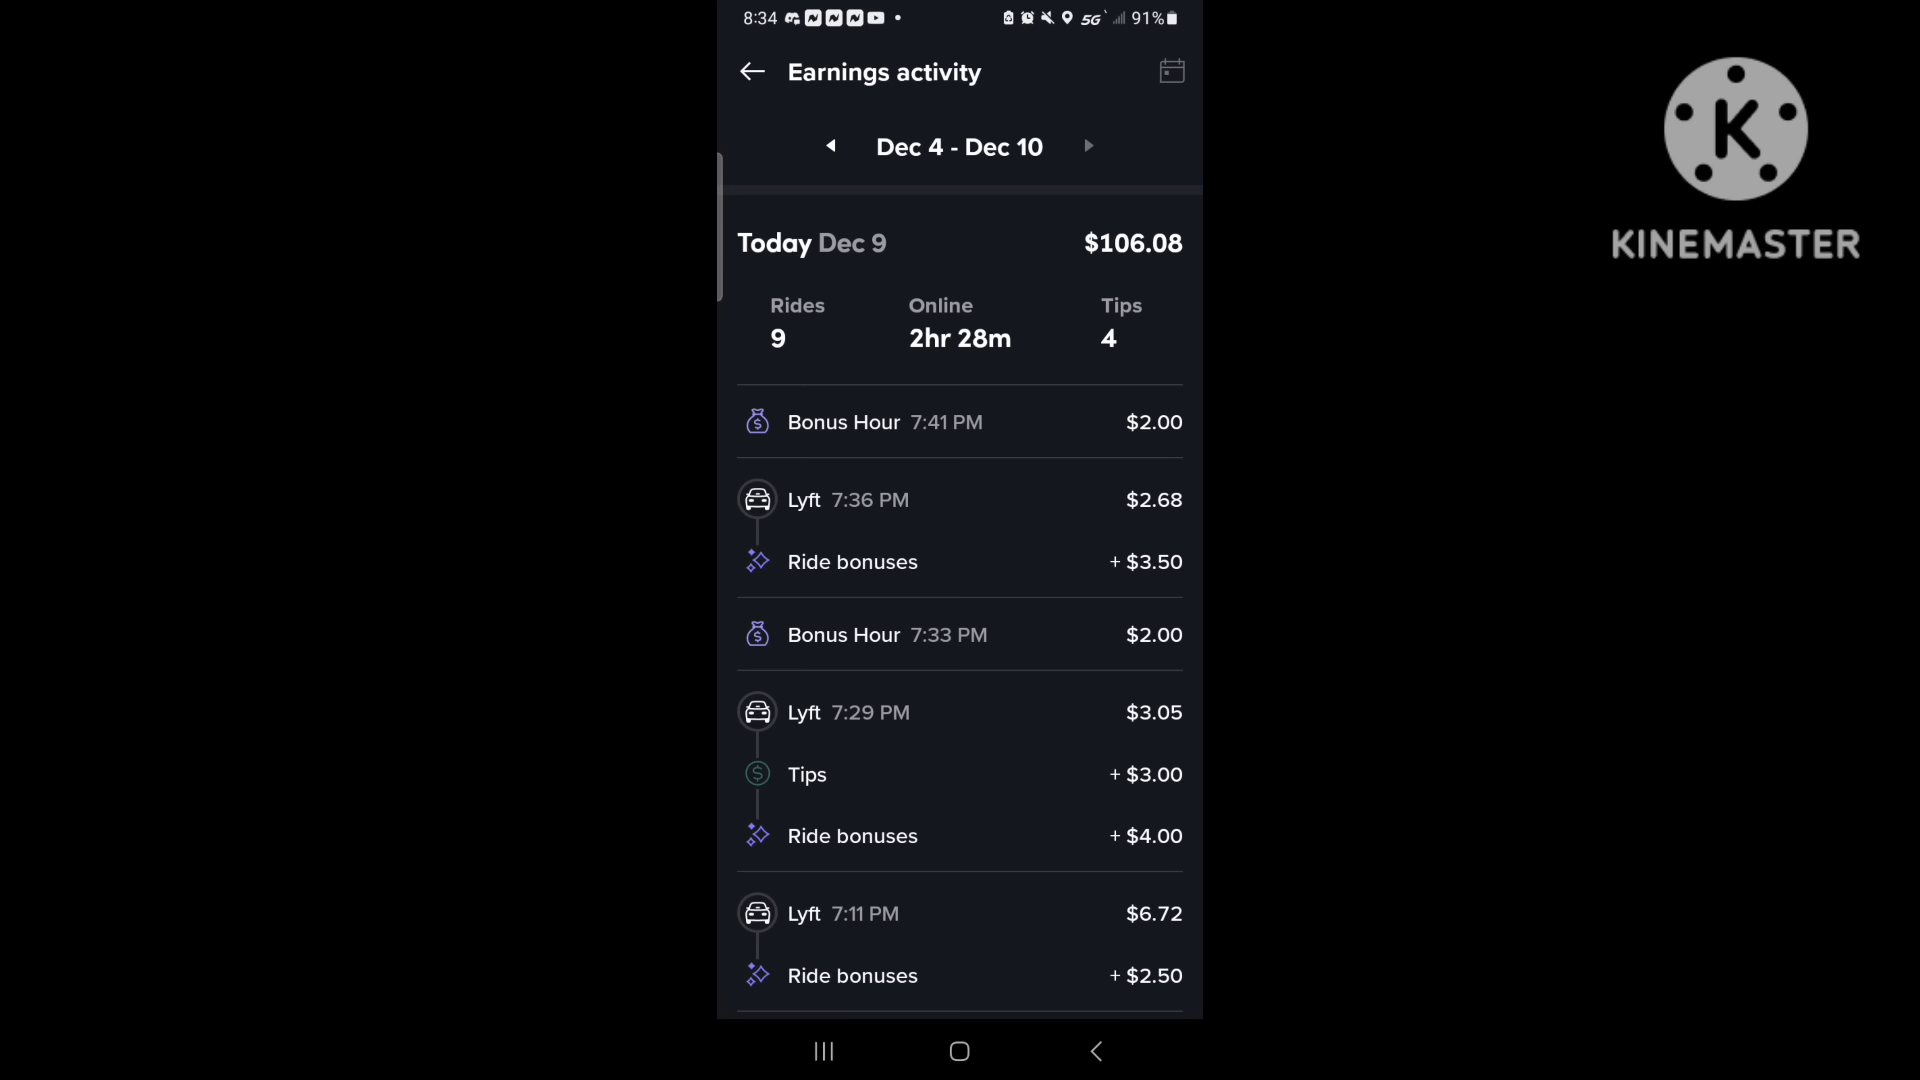 8:34 5G 91%
Earnings activity
Dec 4 - Dec 10
Today Dec 9 $106.08
Rides Online Tips
9 2hr 28m 4
Bonus Hour 7:41 PM $2.00
Lyft 7:36 PM $2.68
Ride bonuses + $3.50
Bonus Hour 7:33 PM $2.00
Lyft 7:29 PM $3.05
Tips + $3.00
Ride bonuses + $4.00
Lyft 7:11 PM $6.72
Ride bonuses + $2.50
K
KINEMASTER